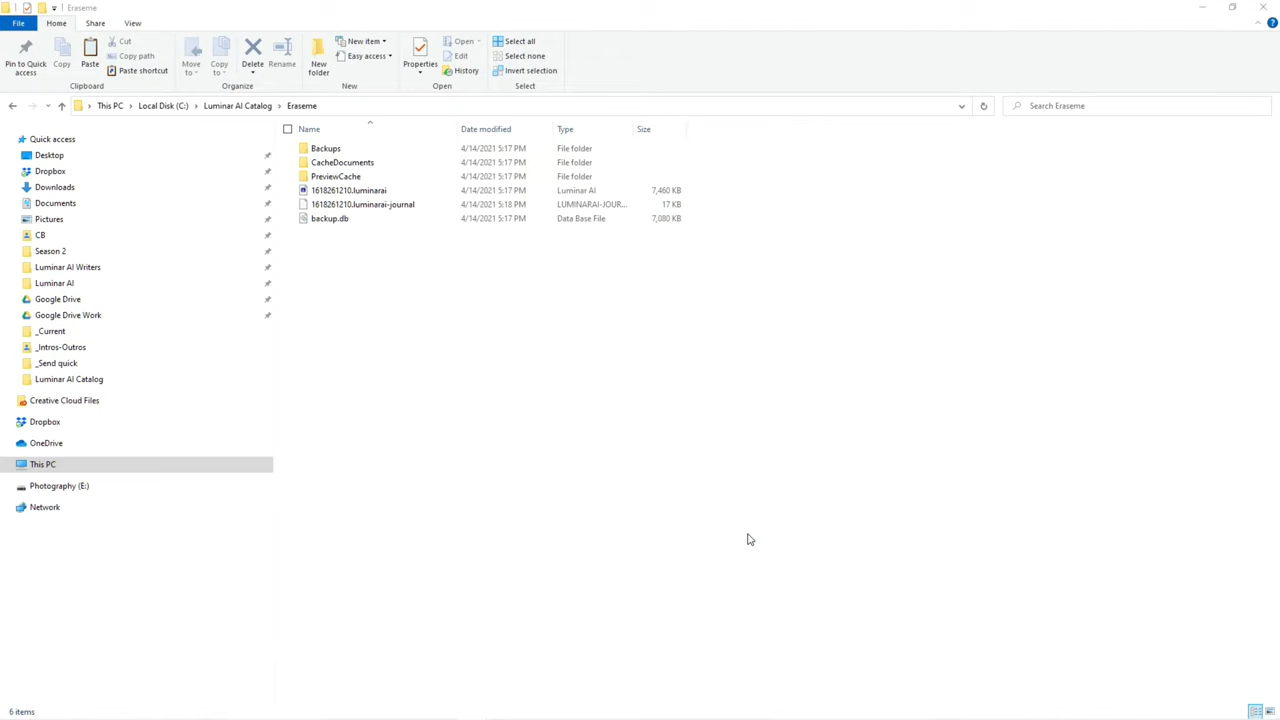 Eraseme
File Home Share View
Pin to Quick access
Copy
Paste
Cut
Copy path
Paste shortcut
Clipboard
Move to
Copy to
Delete
Rename
Organize
New folder
New item
Easy access
New
Properties
Open
Edit
History
Open
Select all
Select none
Invert selection
Select
This PC Local Disk (C:) Luminar AI Catalog Eraseme
Search Eraseme
Name Date modified Type Size
Backups 4/14/2021 5:17 PM File folder
CacheDocuments 4/14/2021 5:17 PM File folder
PreviewCache 4/14/2021 5:17 PM File folder
1618261210.luminarai 4/14/2021 5:17 PM Luminar AI 7,460 KB
1618261210.luminarai-journal 4/14/2021 5:18 PM LUMINARAI-JOUR... 17 KB
backup.db 4/14/2021 5:17 PM Data Base File 7,080 KB
Quick access
Desktop
Dropbox
Downloads
Documents
Pictures
CB
Season 2
Luminar AI Writers
Luminar AI
Google Drive
Google Drive Work
_Current
_Intros-Outros
_Send quick
Luminar AI Catalog
Creative Cloud Files
Dropbox
OneDrive
This PC
Photography (E:)
Network
6 items